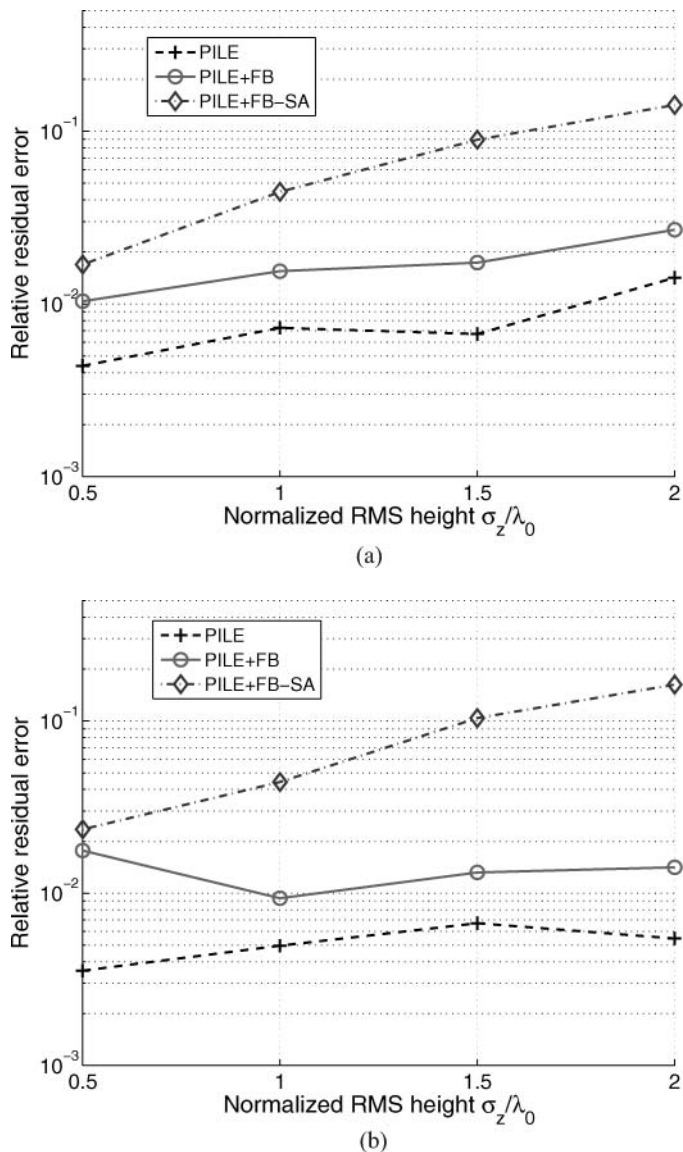 PILE
PILE+FB
PILE+FB−SA
Relative residual error
10⁻¹
10⁻²
10⁻³
0.5
1
1.5
2
Normalized RMS height σ_z/λ_0
(a)
PILE
PILE+FB
PILE+FB−SA
Relative residual error
10⁻¹
10⁻²
10⁻³
0.5
1
1.5
2
Normalized RMS height σ_z/λ_0
(b)